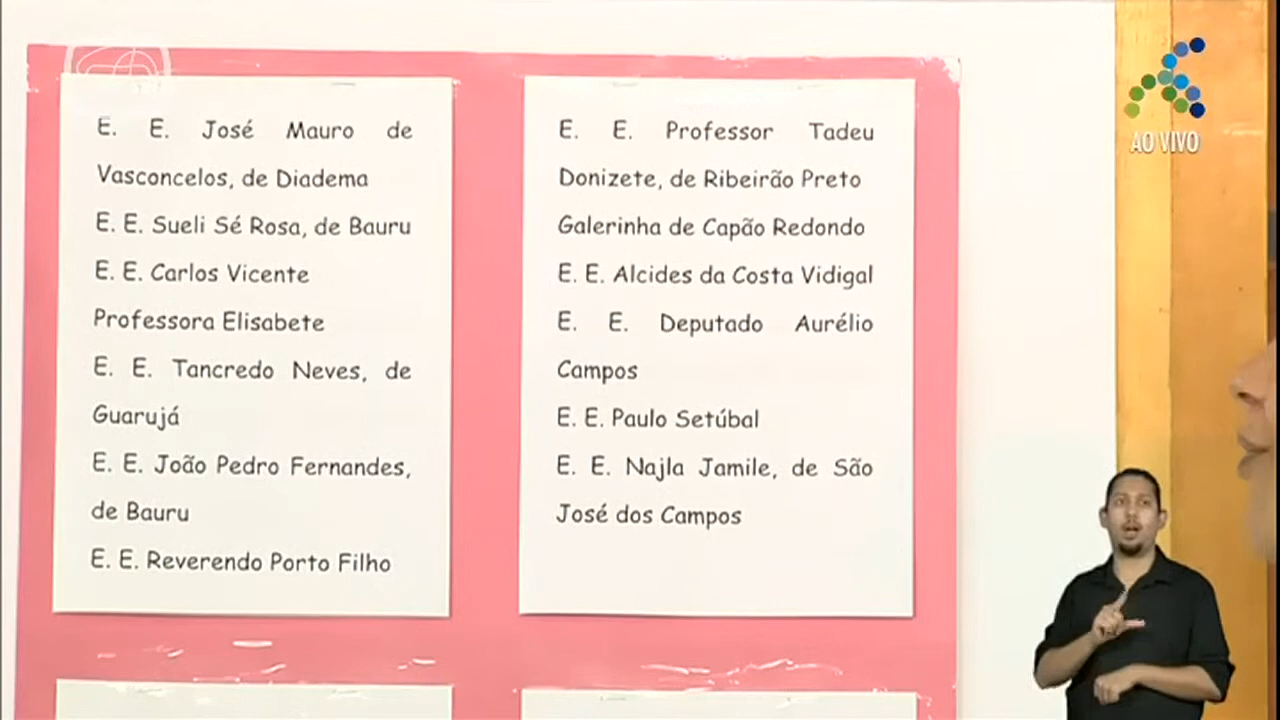 E. E. José Mauro de
Vasconcelos, de Diadema
E. E. Sueli Sé Rosa, de Bauru
E. E. Carlos Vicente
Professora Elisabete
E. E. Tancredo Neves, de
Guarujá
E. E. João Pedro Fernandes,
de Bauru
E. E. Reverendo Porto Filho
E. E. Professor Tadeu
Donizete, de Ribeirão Preto
Galerinha de Capão Redondo
E. E. Alcides da Costa Vidigal
E. E. Deputado Aurélio
Campos
E. E. Paulo Setúbal
E. E. Najla Jamile, de São
José dos Campos
AO VIVO